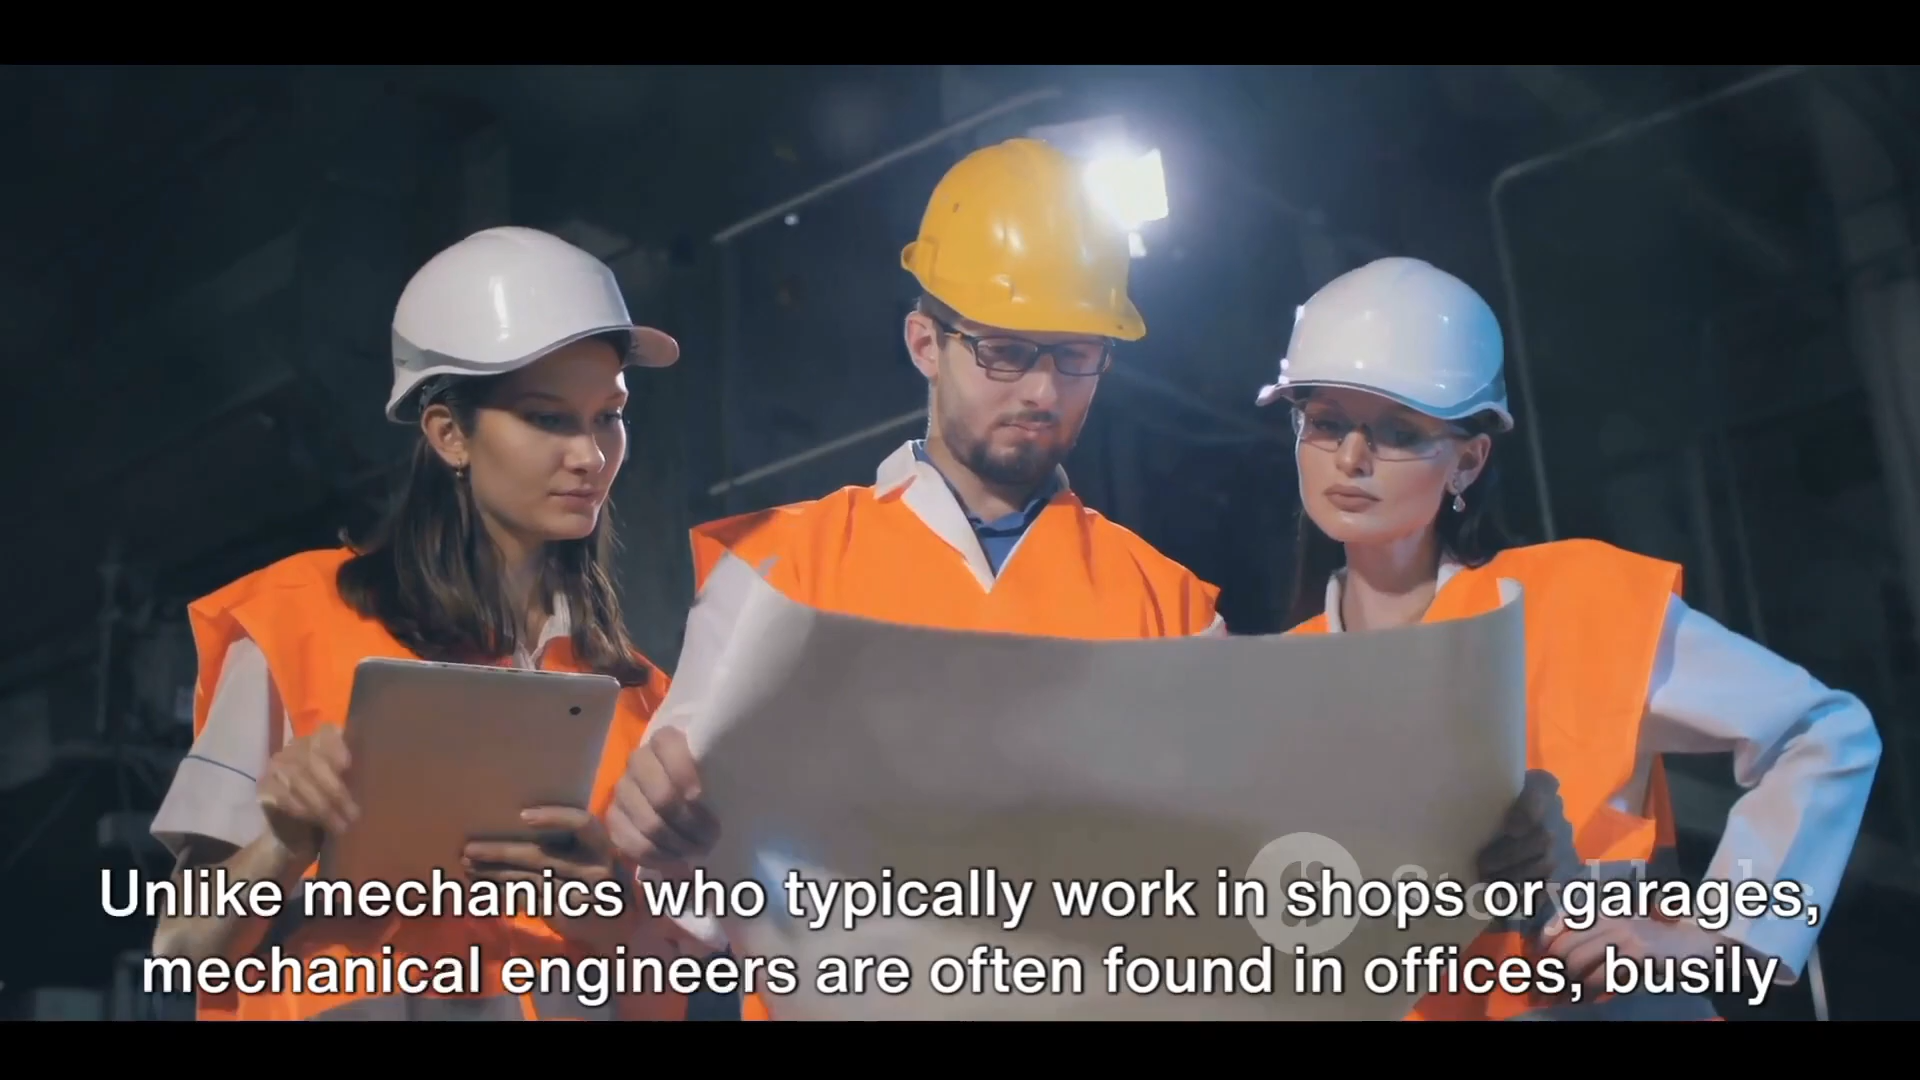 Unlike mechanics who typically work in shops or garages,
mechanical engineers are often found in offices, busily